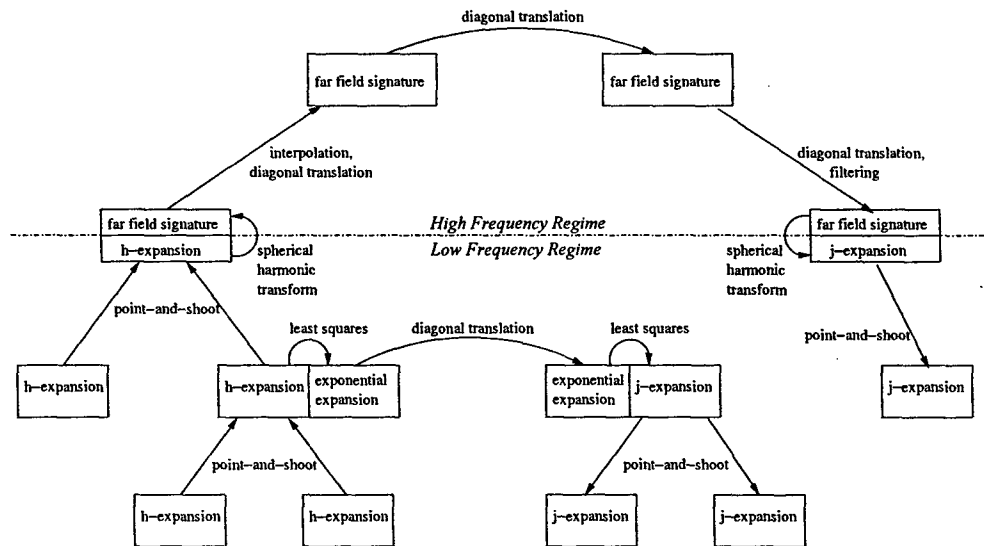 diagonal translation
far field signature
far field signature
interpolation,
diagonal translation
diagonal translation,
filtering
far field signature
h-expansion
High Frequency Regime
Low Frequency Regime
far field signature
j-expansion
spherical
harmonic
transform
spherical
harmonic
transform
point-and-shoot
least squares
diagonal translation
least squares
point-and-shoot
h-expansion
h-expansion
exponential
expansion
exponential
expansion
j-expansion
j-expansion
point-and-shoot
point-and-shoot
h-expansion
h-expansion
j-expansion
j-expansion